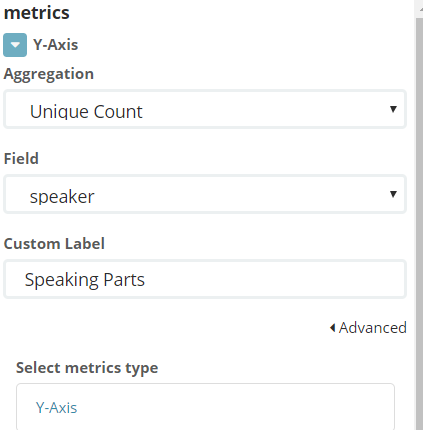 metrics
Y-Axis
Aggregation
Unique Count
Field
speaker
Custom Label
Speaking Parts
Advanced
Select metrics type
Y-Axis